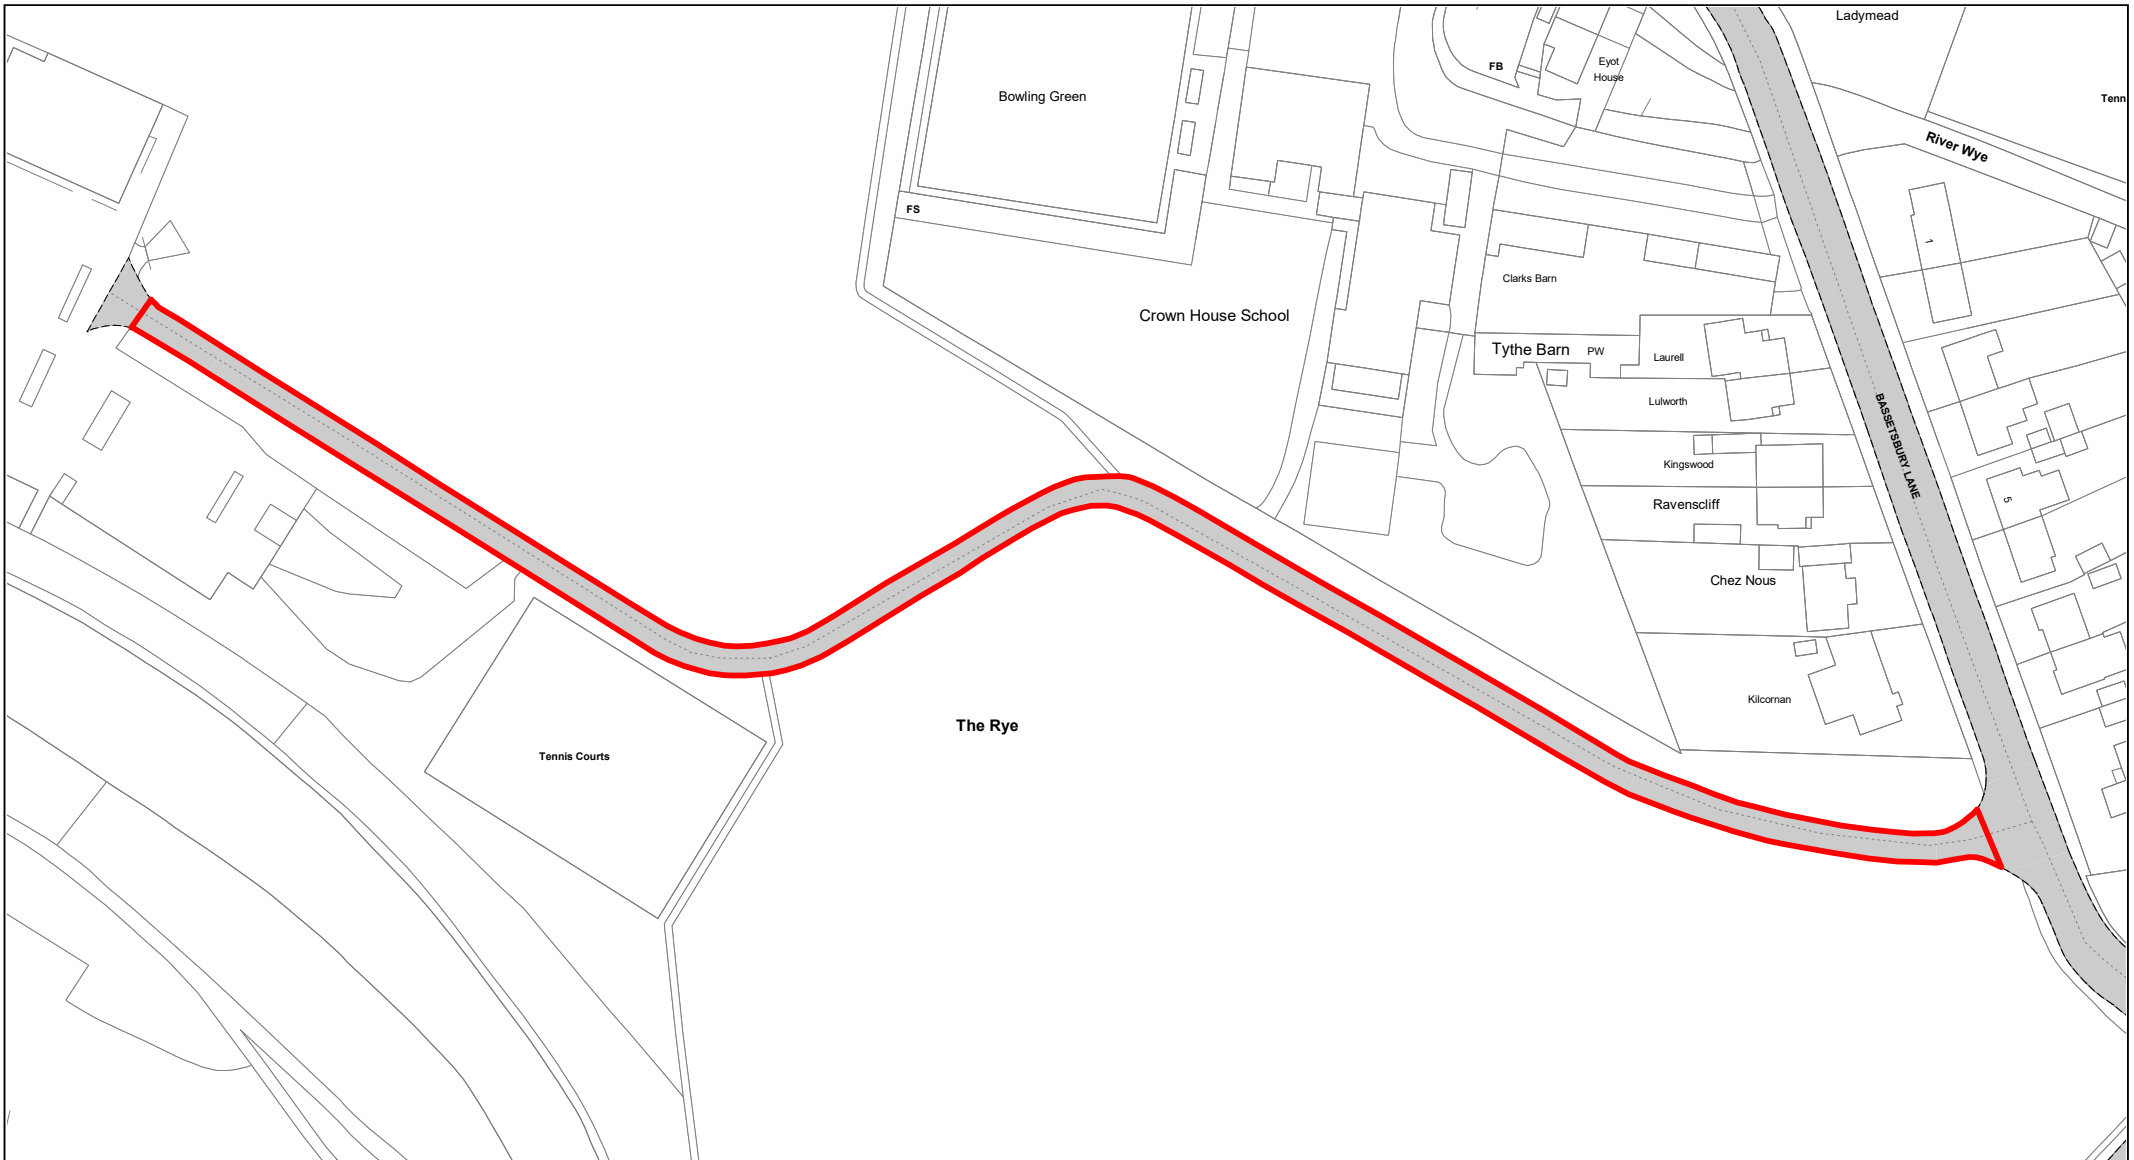 Ladymead
Eyot
House
FB
Bowling Green
Tenn
River Wye
FS
1
Clarks Barn
Crown House School
Tythe Barn
PW
Laurell
Lulworth
BASSETSBURY LANE
Kingswood
Ravenscliff
5
Chez Nous
Kilcornan
The Rye
Tennis Courts